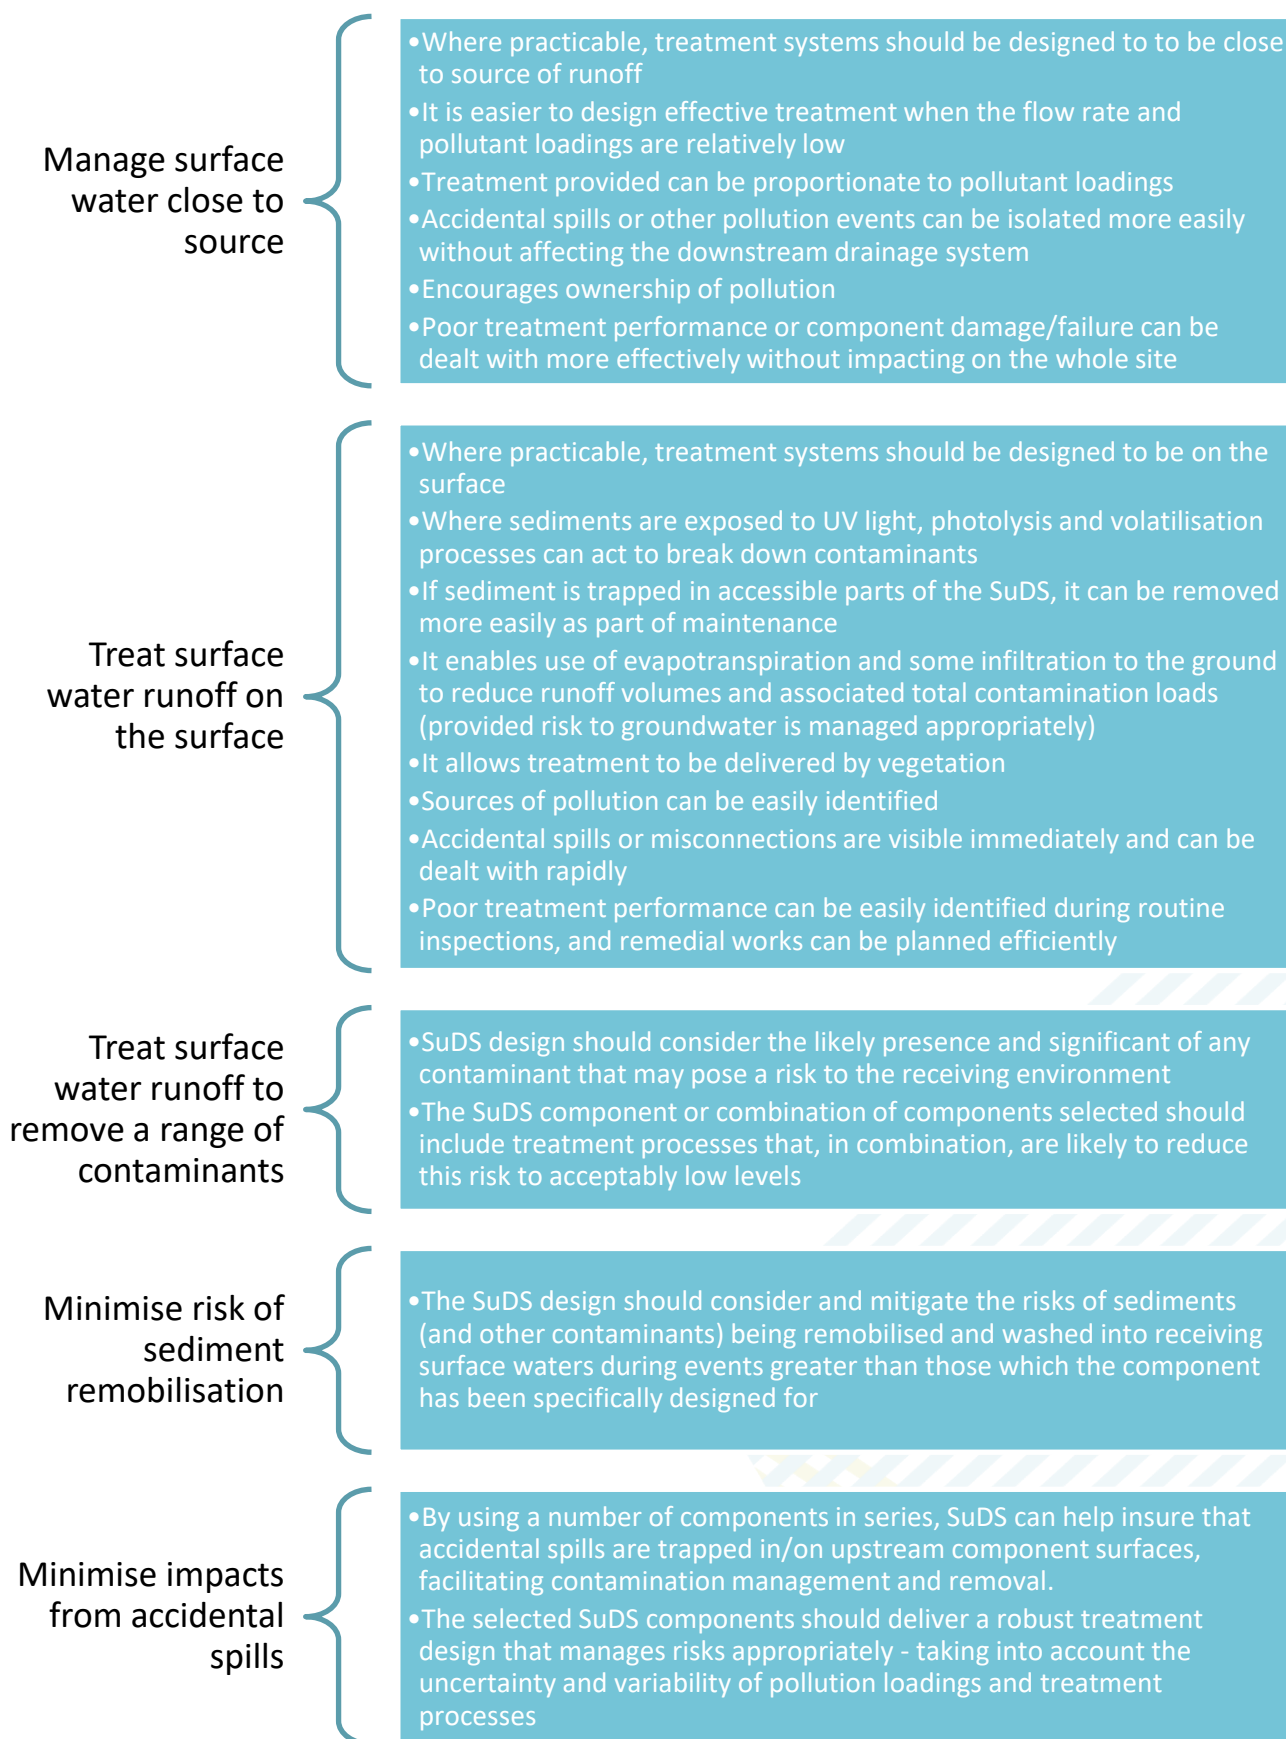 Manage surface
water close to
source
•Where practicable, treatment systems should be designed to to be close
to source of runoff
•It is easier to design effective treatment when the flow rate and
pollutant loadings are relatively low
•Treatment provided can be proportionate to pollutant loadings
•Accidental spills or other pollution events can be isolated more easily
without affecting the downstream drainage system
•Encourages ownership of pollution
•Poor treatment performance or component damage/failure can be
dealt with more effectively without impacting on the whole site
Treat surface
water runoff on
the surface
•Where practicable, treatment systems should be designed to be on the
surface
•Where sediments are exposed to UV light, photolysis and volatilisation
processes can act to break down contaminants
•If sediment is trapped in accessible parts of the SuDS, it can be removed
more easily as part of maintenance
•It enables use of evapotranspiration and some infiltration to the ground
to reduce runoff volumes and associated total contamination loads
(provided risk to groundwater is managed appropriately)
•It allows treatment to be delivered by vegetation
•Sources of pollution can be easily identified
•Accidental spills or misconnections are visible immediately and can be
dealt with rapidly
•Poor treatment performance can be easily identified during routine
inspections, and remedial works can be planned efficiently
Treat surface
water runoff to
remove a range of
contaminants
•SuDS design should consider the likely presence and significant of any
contaminant that may pose a risk to the receiving environment
•The SuDS component or combination of components selected should
include treatment processes that, in combination, are likely to reduce
this risk to acceptably low levels
Minimise risk of
sediment
remobilisation
•The SuDS design should consider and mitigate the risks of sediments
(and other contaminants) being remobilised and washed into receiving
surface waters during events greater than those which the component
has been specifically designed for
Minimise impacts
from accidental
spills
•By using a number of components in series, SuDS can help insure that
accidental spills are trapped in/on upstream component surfaces,
facilitating contamination management and removal.
•The selected SuDS components should deliver a robust treatment
design that manages risks appropriately - taking into account the
uncertainty and variability of pollution loadings and treatment
processes